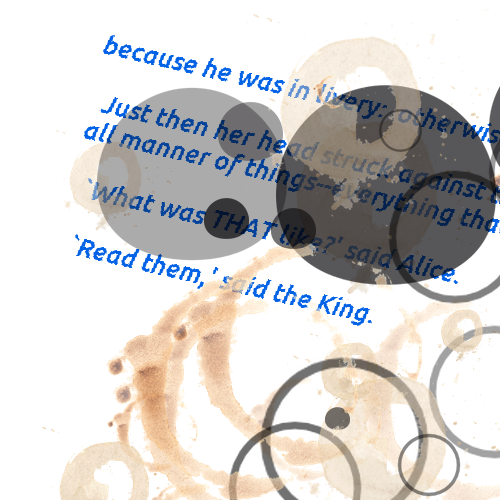 because he was in livery: otherwis
Just then her head struck against t
all manner of things--everything tha
`What was THAT like?' said Alice.
`Read them,' said the King.